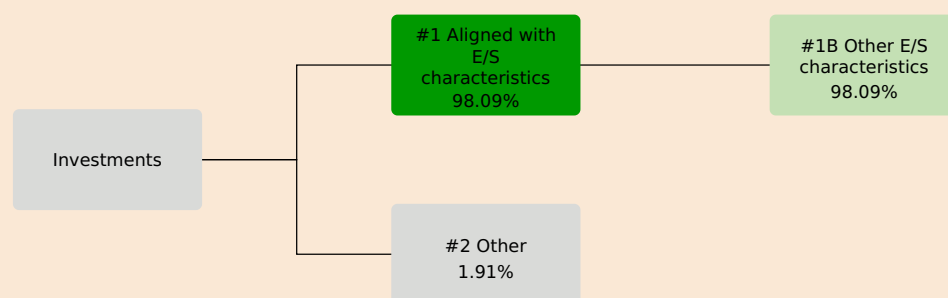 #1 Aligned with
E/S
characteristics
98.09%
#1B Other E/S
characteristics
98.09%
Investments
#2 Other
1.91%